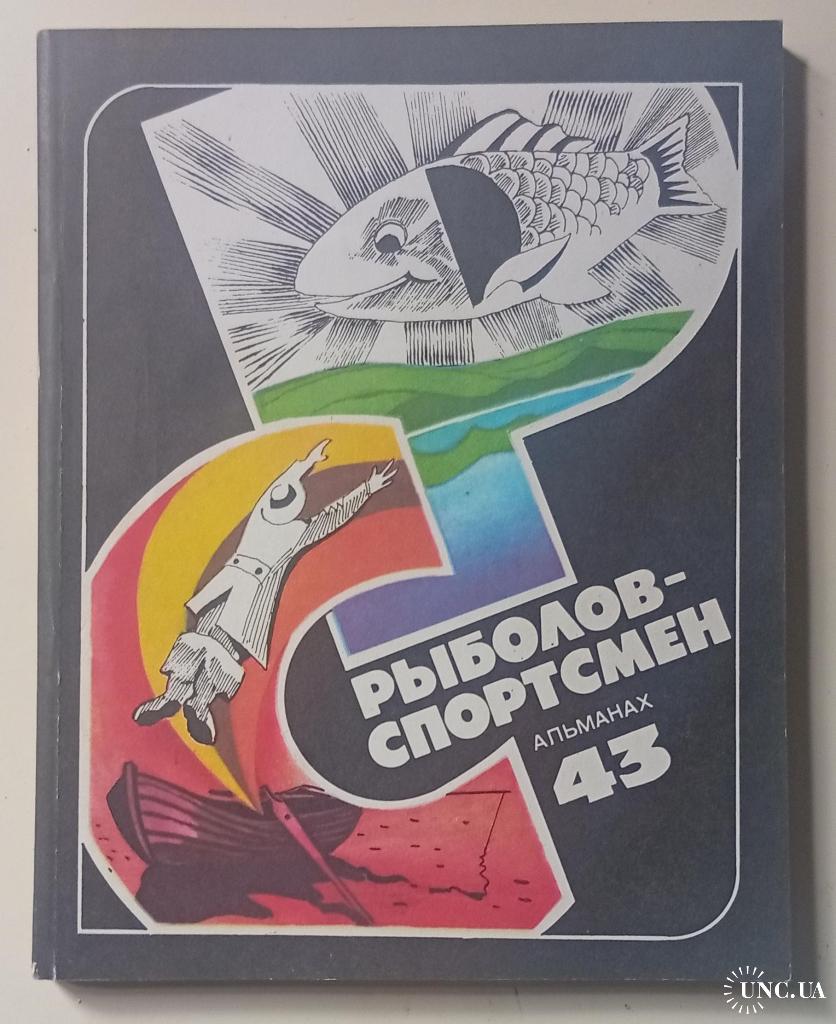 РЫБОЛОВ-
СПОРТСМЕН
АЛЬМАНАХ
43
UNC.UA